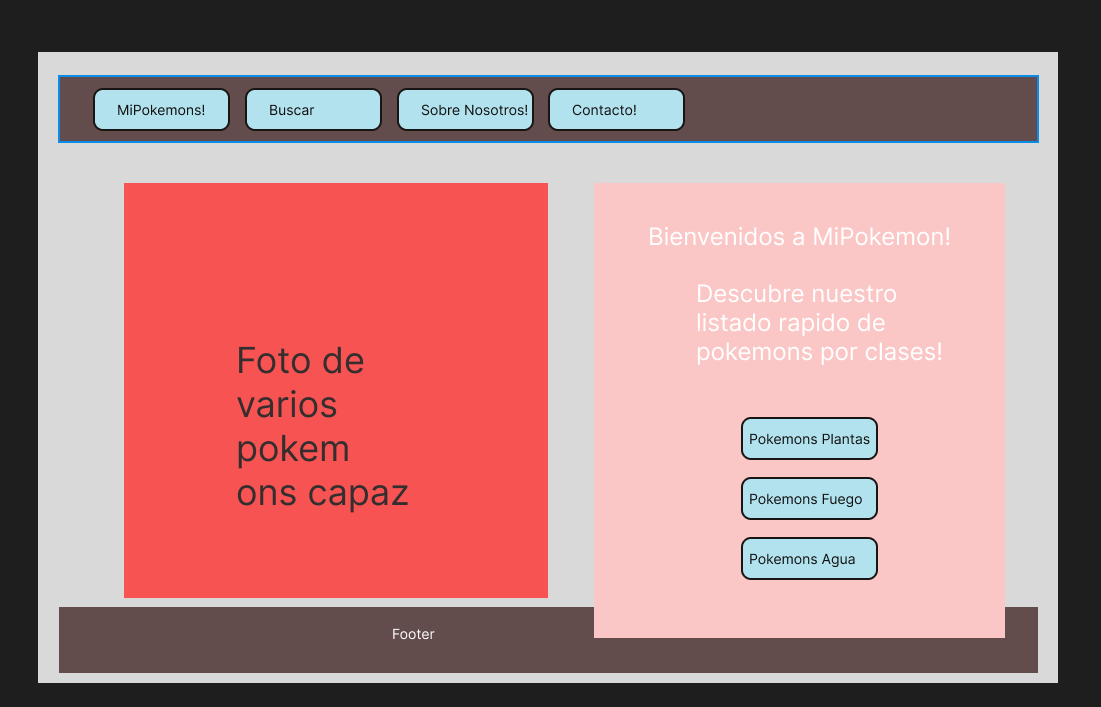 MiPokemons!
Buscar
Sobre Nosotros!
Contacto!
Foto de
varios
pokem
ons capaz
Bienvenidos a MiPokemon!
Descubre nuestro
listado rapido de
pokemons por clases!
Pokemons Plantas
Pokemons Fuego
Pokemons Agua
Footer